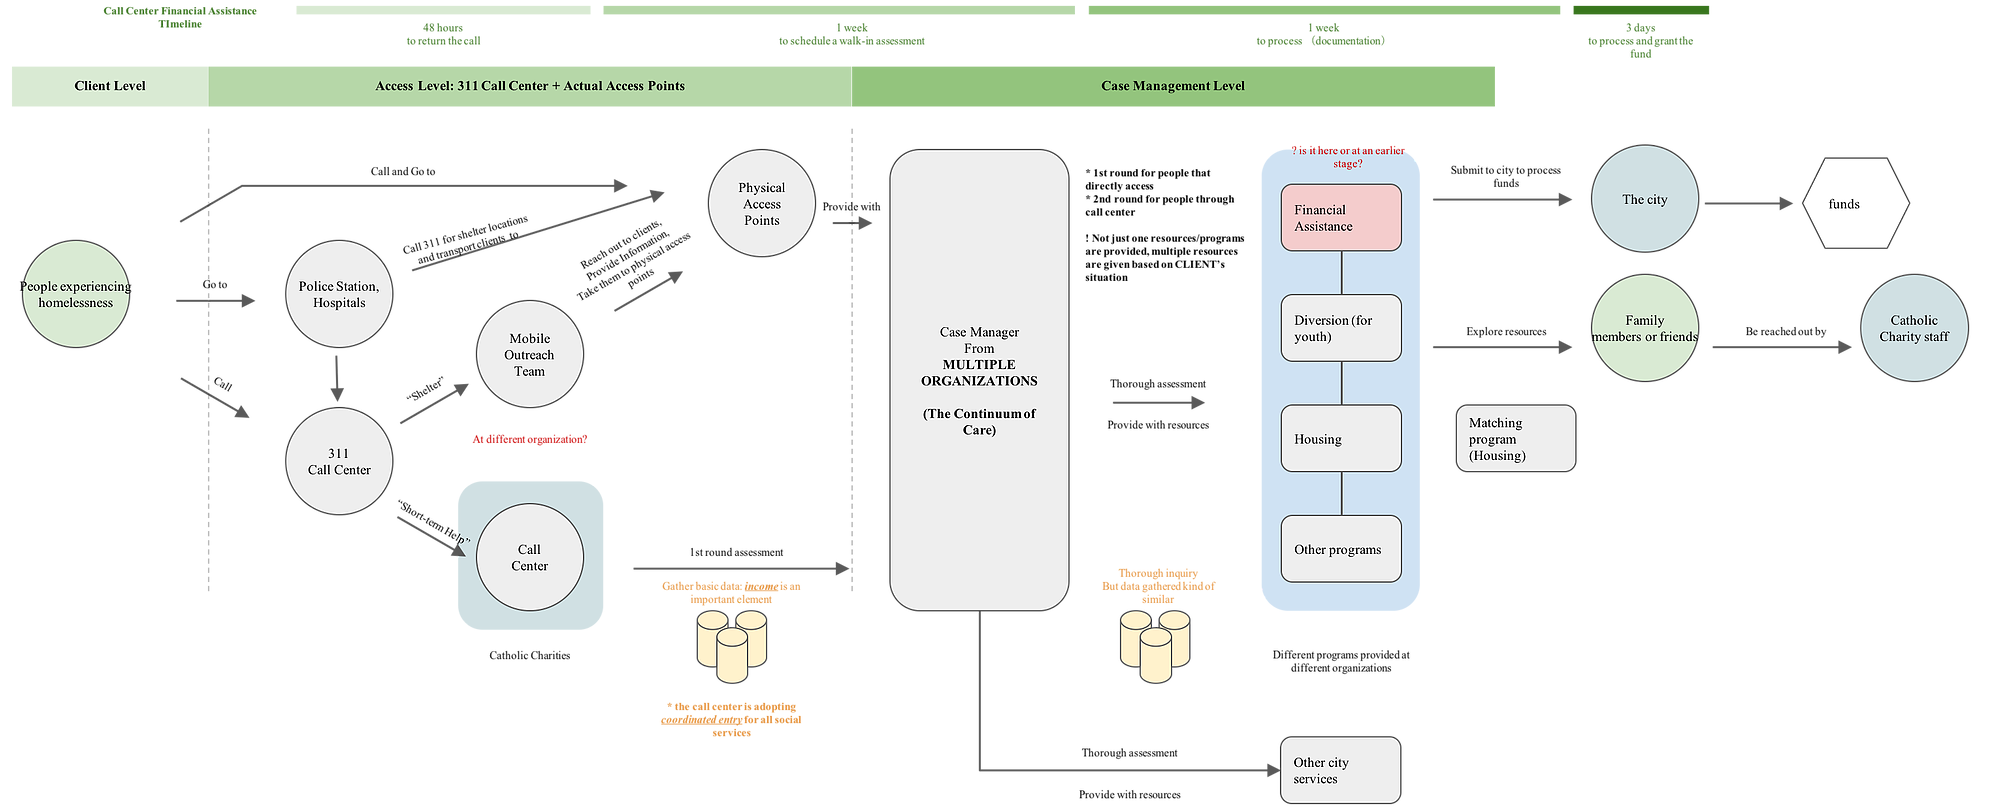 Call Center Financial Assistance
TImeline
48 hours
to return the call
1 week
to schedule a walk-in assessment
1 week
to process (documentation)
3 days
to process and grant the
fund
Client Level
Access Level: 311 Call Center + Actual Access Points
Case Management Level
People experiencing
homelessness
Call and Go to
Go to
Call
Police Station,
Hospitals
311
Call Center
Call 311 for shelter locations
and transport clients to
"Shelter"
"Short-term Help"
Mobile
Outreach
Team
At different organization?
Call
Center
Catholic Charities
Reach out to clients,
Provide Information,
Take them to physical access
points
Physical
Access
Points
Provide with
1st round assessment
Gather basic data: income is an
important element
* the call center is adopting
coordinated entry for all social
services
Case Manager
From
MULTIPLE
ORGANIZATIONS
(The Continuum of
Care)
* 1st round for people that
directly access
* 2nd round for people through
call center
! Not just one resources/programs
are provided, multiple resources
are given based on CLIENT's
situation
Thorough assessment
Provide with resources
Thorough inquiry
But data gathered kind of
similar
? is it here or at an earlier
stage?
Financial
Assistance
Diversion (for
youth)
Housing
Other programs
Different programs provided at
different organizations
Thorough assessment
Provide with resources
Other city
services
Submit to city to process
funds
The city
funds
Explore resources
Family
members or friends
Be reached out by
Catholic
Charity staff
Matching
program
(Housing)